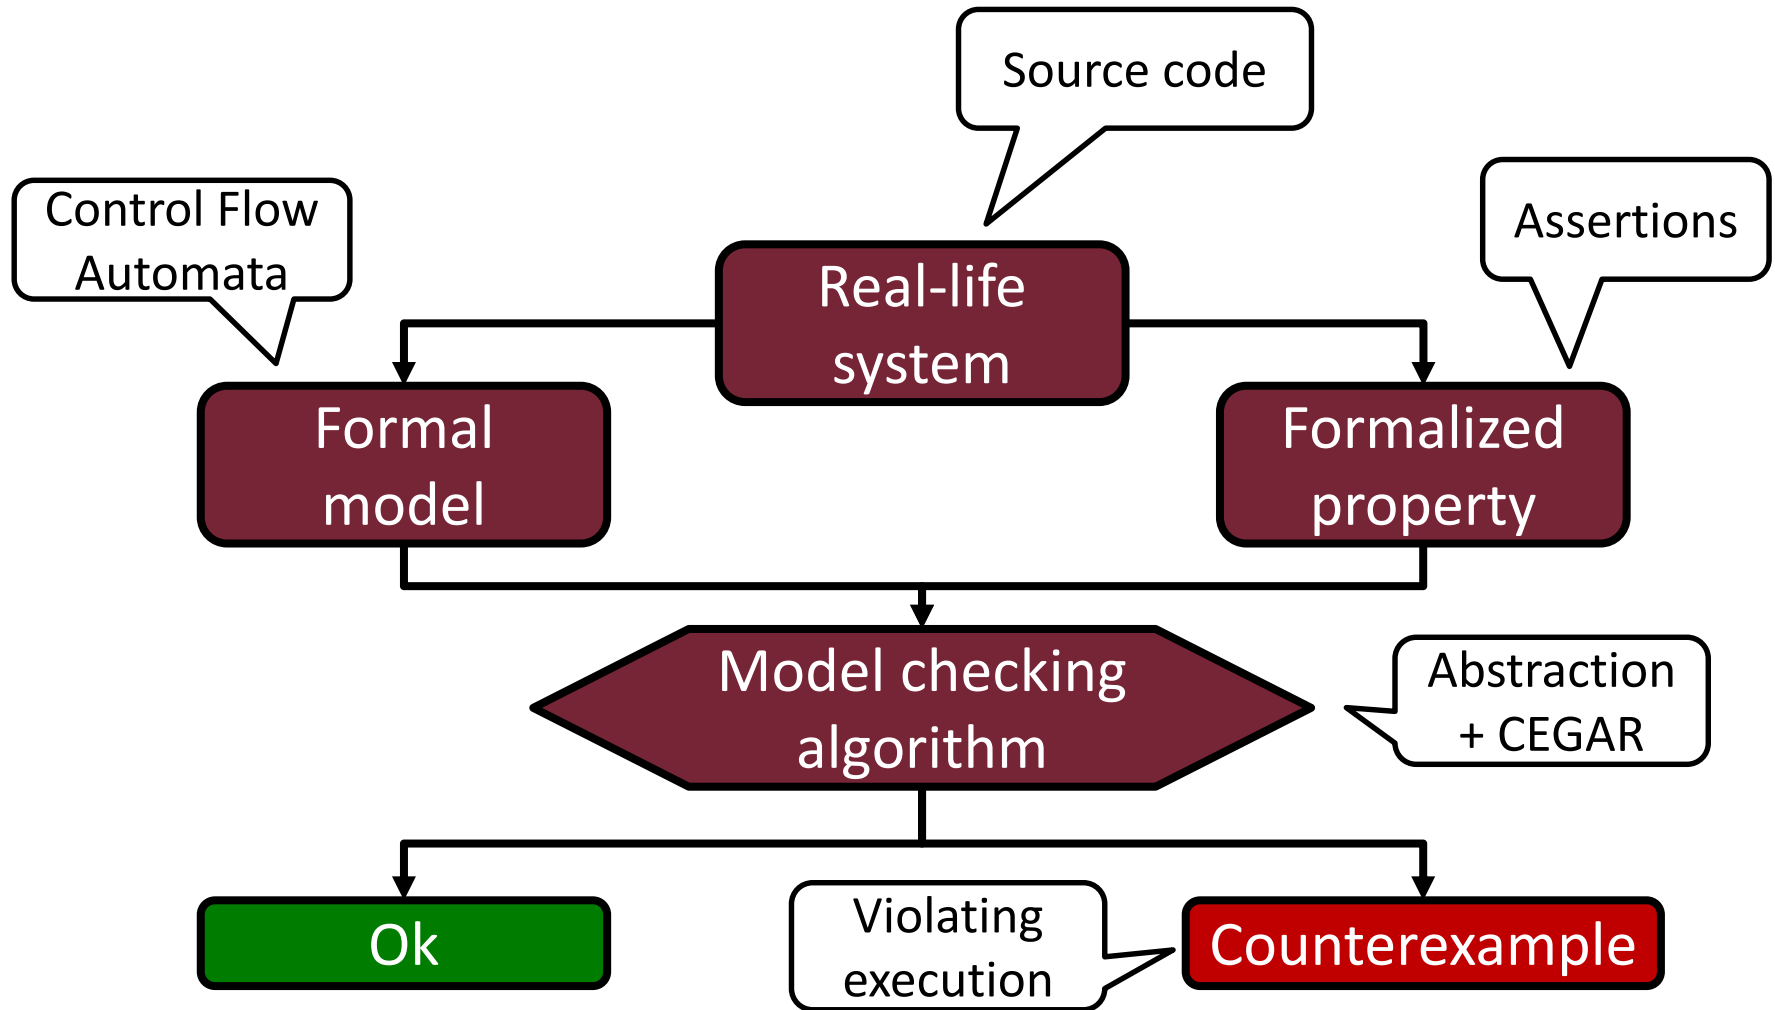 Source code
Control Flow
Automata
Assertions
Real-life
system
Formal
model
Formalized
property
Model checking
algorithm
Abstraction
+ CEGAR
Ok
Violating
execution
Counterexample